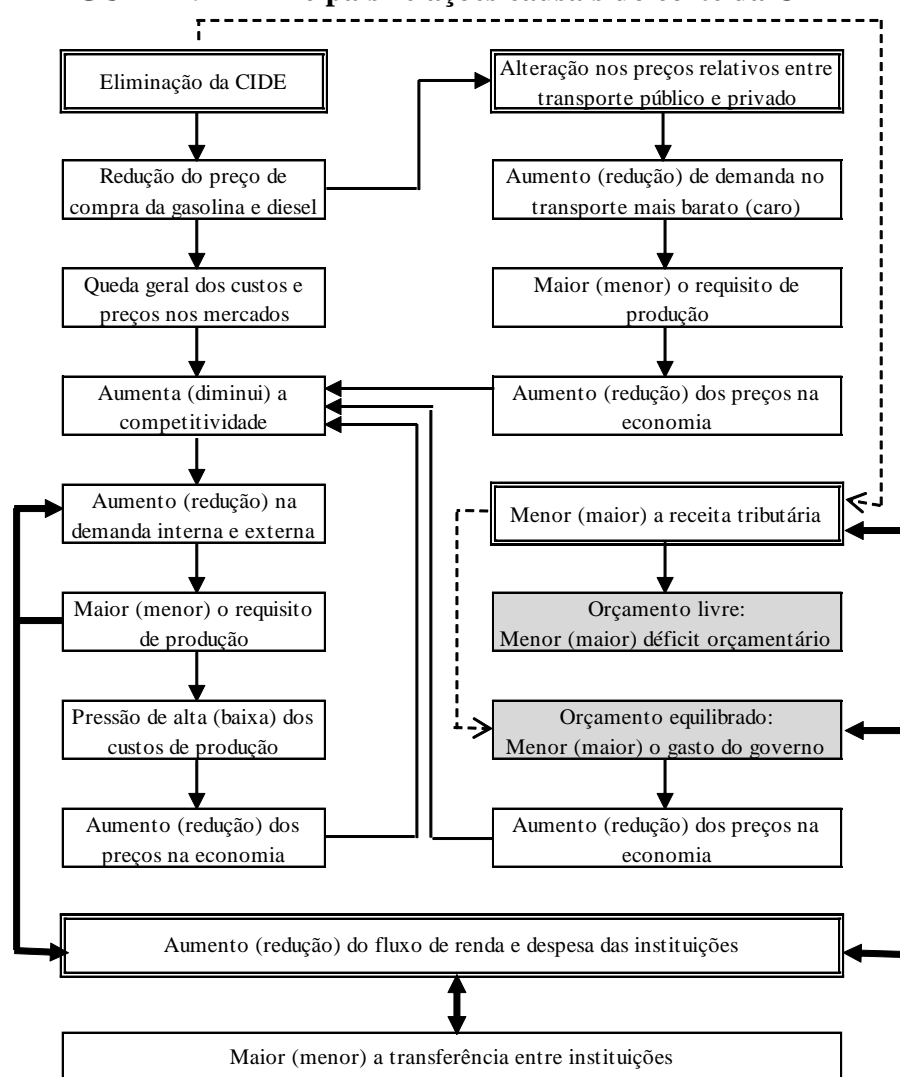 Eliminação da CIDE
Alteração nos preços relativos entre
transporte público e privado
Redução do preço de
compra da gasolina e diesel
Aumento (redução) de demanda no
transporte mais barato (caro)
Queda geral dos custos e
preços nos mercados
Maior (menor) o requisito de
produção
Aumenta (diminui) a
competitividade
Aumento (redução) dos preços na
economia
Aumento (redução) na
demanda interna e externa
Menor (maior) a receita tributária
Maior (menor) o requisito
de produção
Orçamento livre:
Menor (maior) déficit orçamentário
Pressão de alta (baixa) dos
custos de produção
Orçamento equilibrado:
Menor (maior) o gasto do governo
Aumento (redução) dos
preços na economia
Aumento (redução) dos preços na
economia
Aumento (redução) do fluxo de renda e despesa das instituições
Maior (menor) a transferência entre instituições